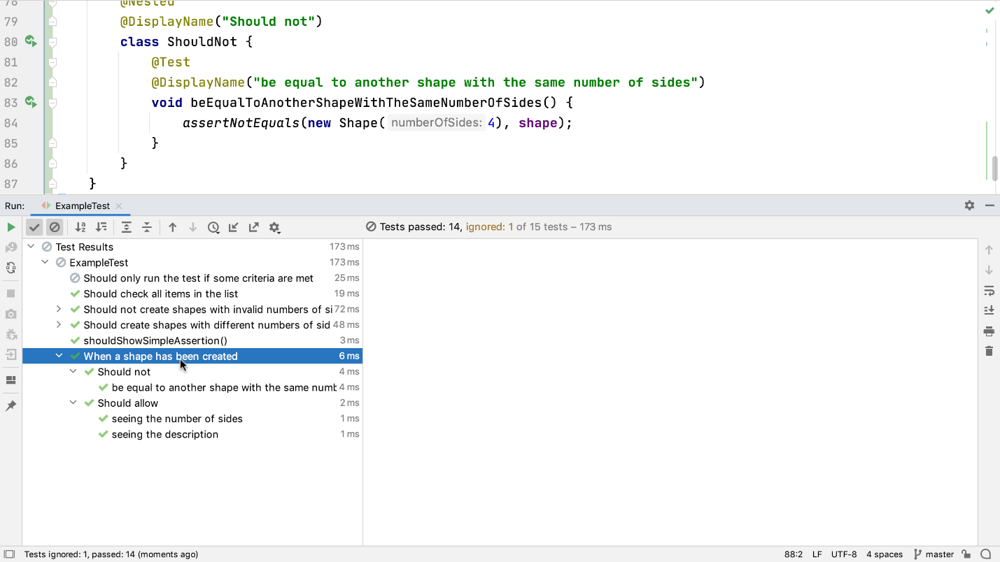 78 @Nested
79 @DisplayName("Should not")
80 class ShouldNot {
81 @Test
82 @DisplayName("be equal to another shape with the same number of sides")
83 void beEqualToAnotherShapeWithTheSameNumberOfSides() {
84 assertNotEquals(new Shape( numberOfSides: 4), shape);
85 }
86 }
87 }
Run: ExampleTest
Tests passed: 14, ignored: 1 of 15 tests – 173 ms
Test Results 173 ms
ExampleTest 173 ms
Should only run the test if some criteria are met 25 ms
Should check all items in the list 19 ms
Should not create shapes with invalid numbers of si 72 ms
Should create shapes with different numbers of sid 48 ms
shouldShowSimpleAssertion() 3 ms
When a shape has been created 6 ms
Should not 4 ms
be equal to another shape with the same numb 4 ms
Should allow 2 ms
seeing the number of sides 1 ms
seeing the description 1 ms
Tests ignored: 1, passed: 14 (moments ago) 88:2 LF UTF-8 4 spaces master